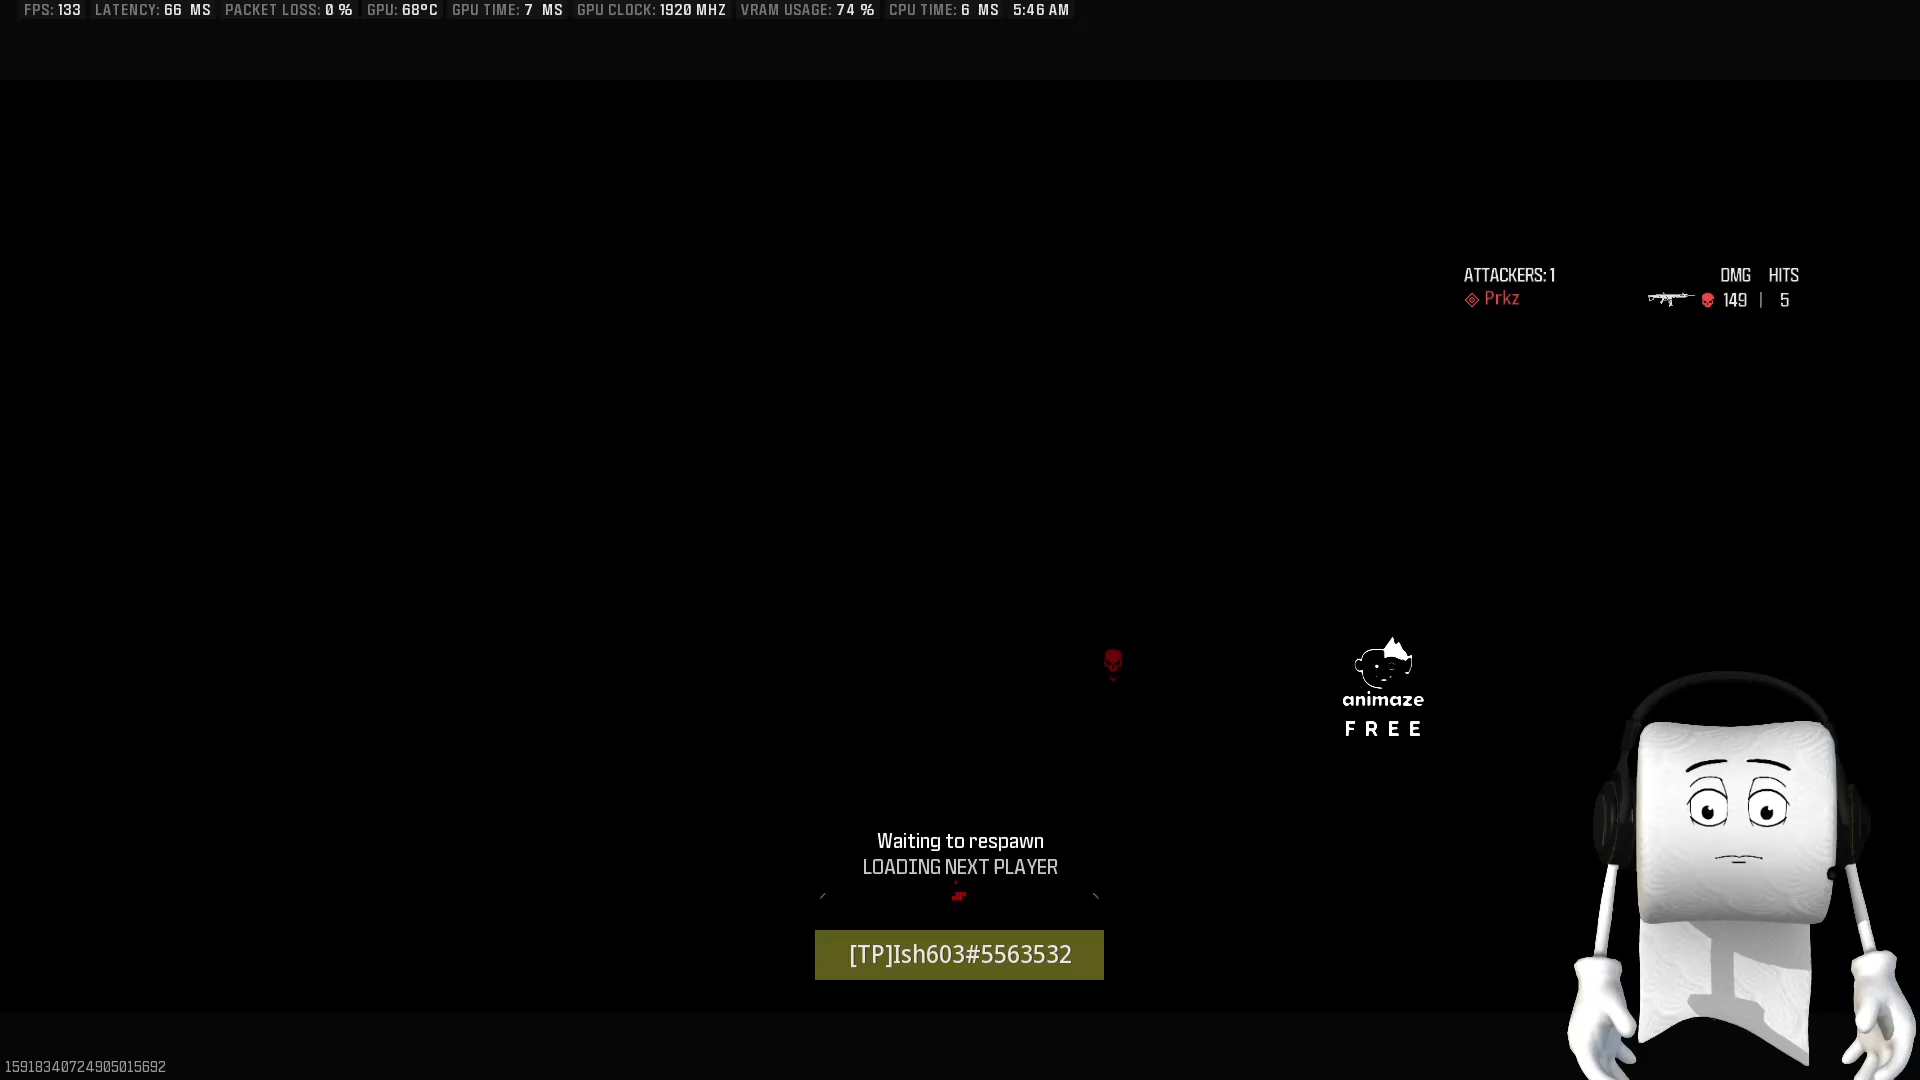 FPS: 133 LATENCY: 66 MS PACKET LOSS: 0 % GPU: 68°C GPU TIME: 7 MS GPU CLOCK: 1920 MHZ VRAM USAGE: 74 % CPU TIME: 6 MS 5:46 AM
ATTACKERS: 1 DMG HITS
Prkz 149 | 5
animaze
FREE
Waiting to respawn
LOADING NEXT PLAYER
[TP]Ish603#5563532
15918340724905015692